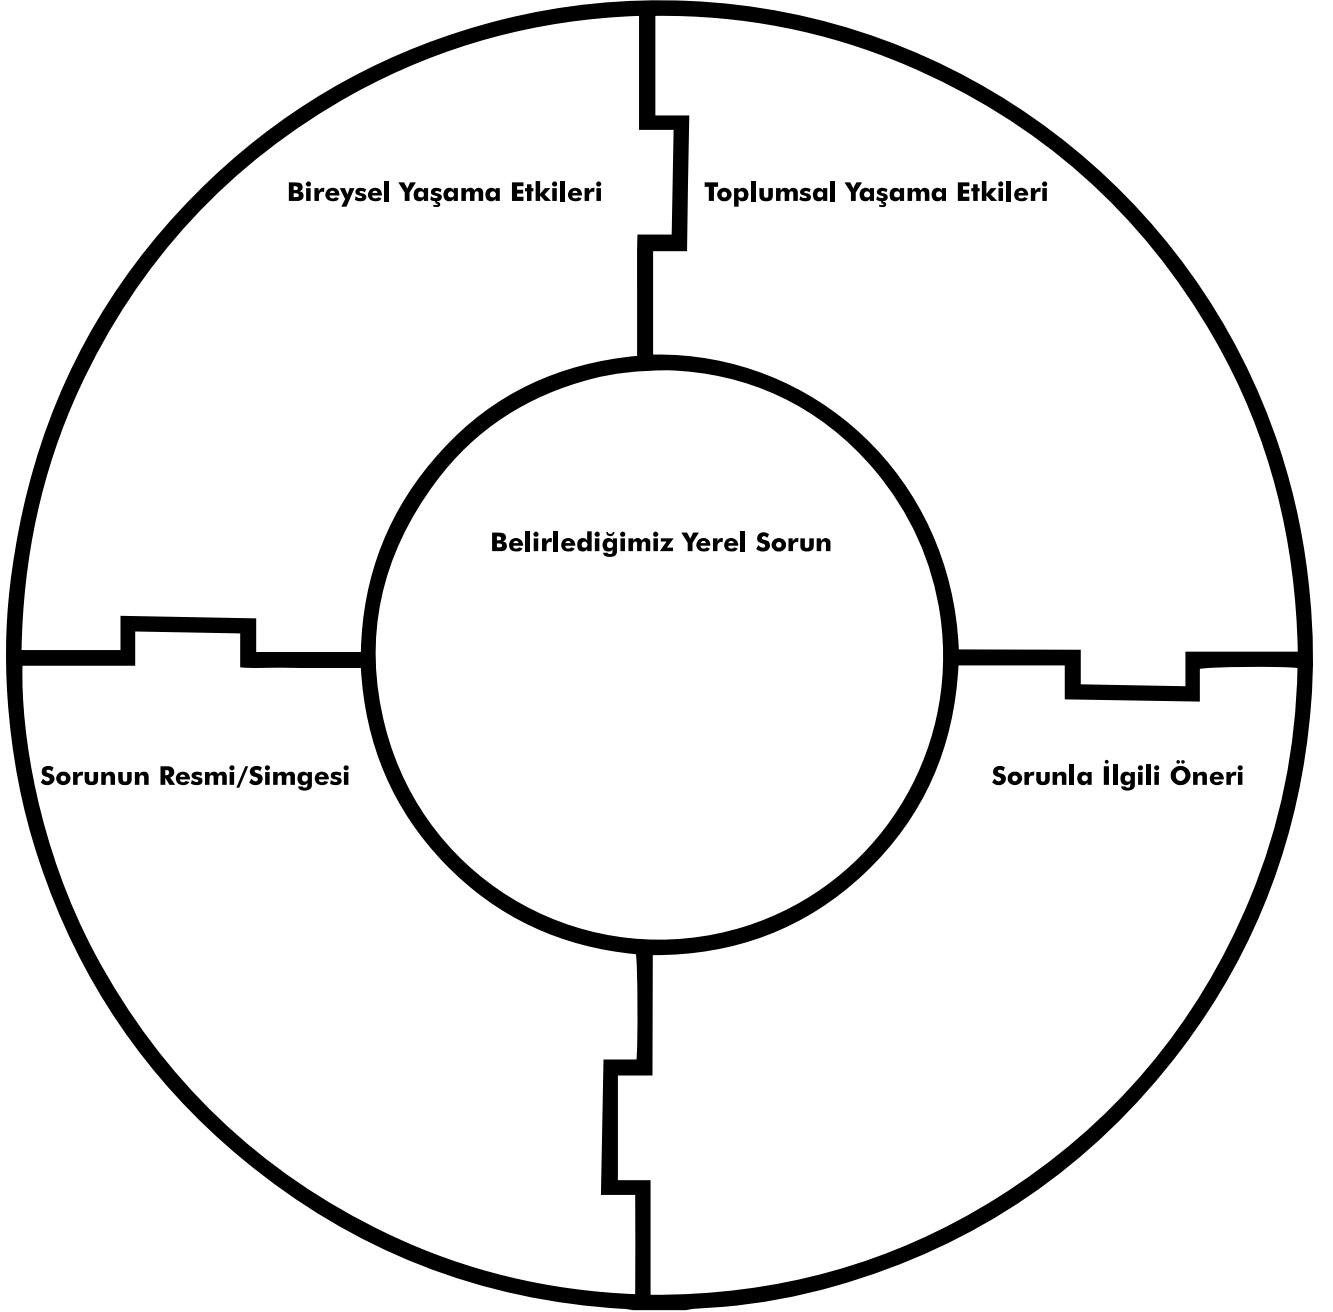 Bireysel Yaşama Etkileri
Toplumsal Yaşama Etkileri
Belirlediğimiz Yerel Sorun
Sorunun Resmi/Simgesi
Sorunla İlgili Öneri